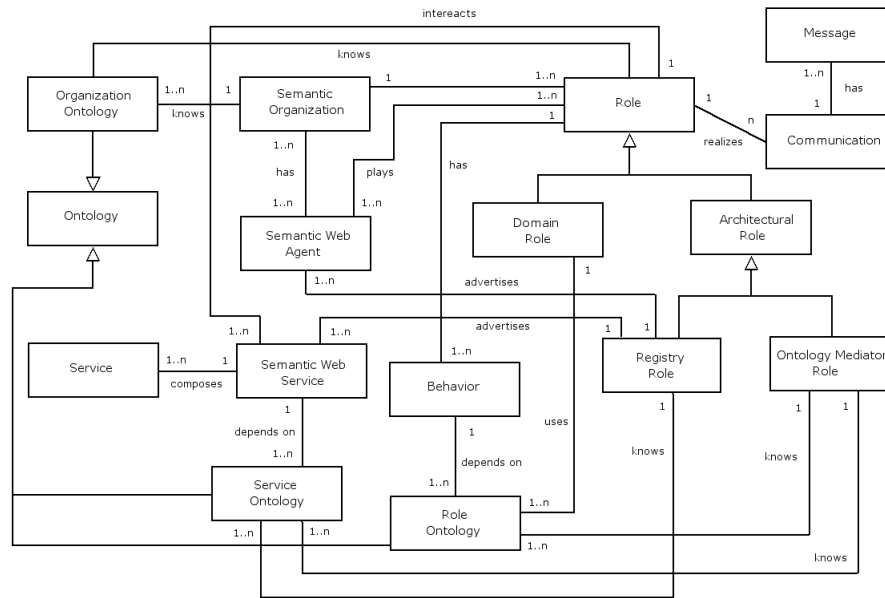 intereacts
1
knows
Message
1..n
has
1
Communication
Organization
Ontology
1..n
knows
1
Semantic
Organization
1
1..n
1..n
1
Role
1
n
realizes
1..n
has
1..n
plays
1..n
has
Ontology
Semantic Web
Agent
1..n
Domain
Role
1
Architectural
Role
advertises
1..n
1..n
advertises
1
1
Service
1..n
composes
1
Semantic Web
Service
1
depends on
1..n
1..n
Behavior
1
depends on
1..n
uses
Registry
Role
1
knows
Ontology Mediator
Role
1
1
knows
Service
Ontology
1..n
1..n
Role
Ontology
1..n
1..n
knows